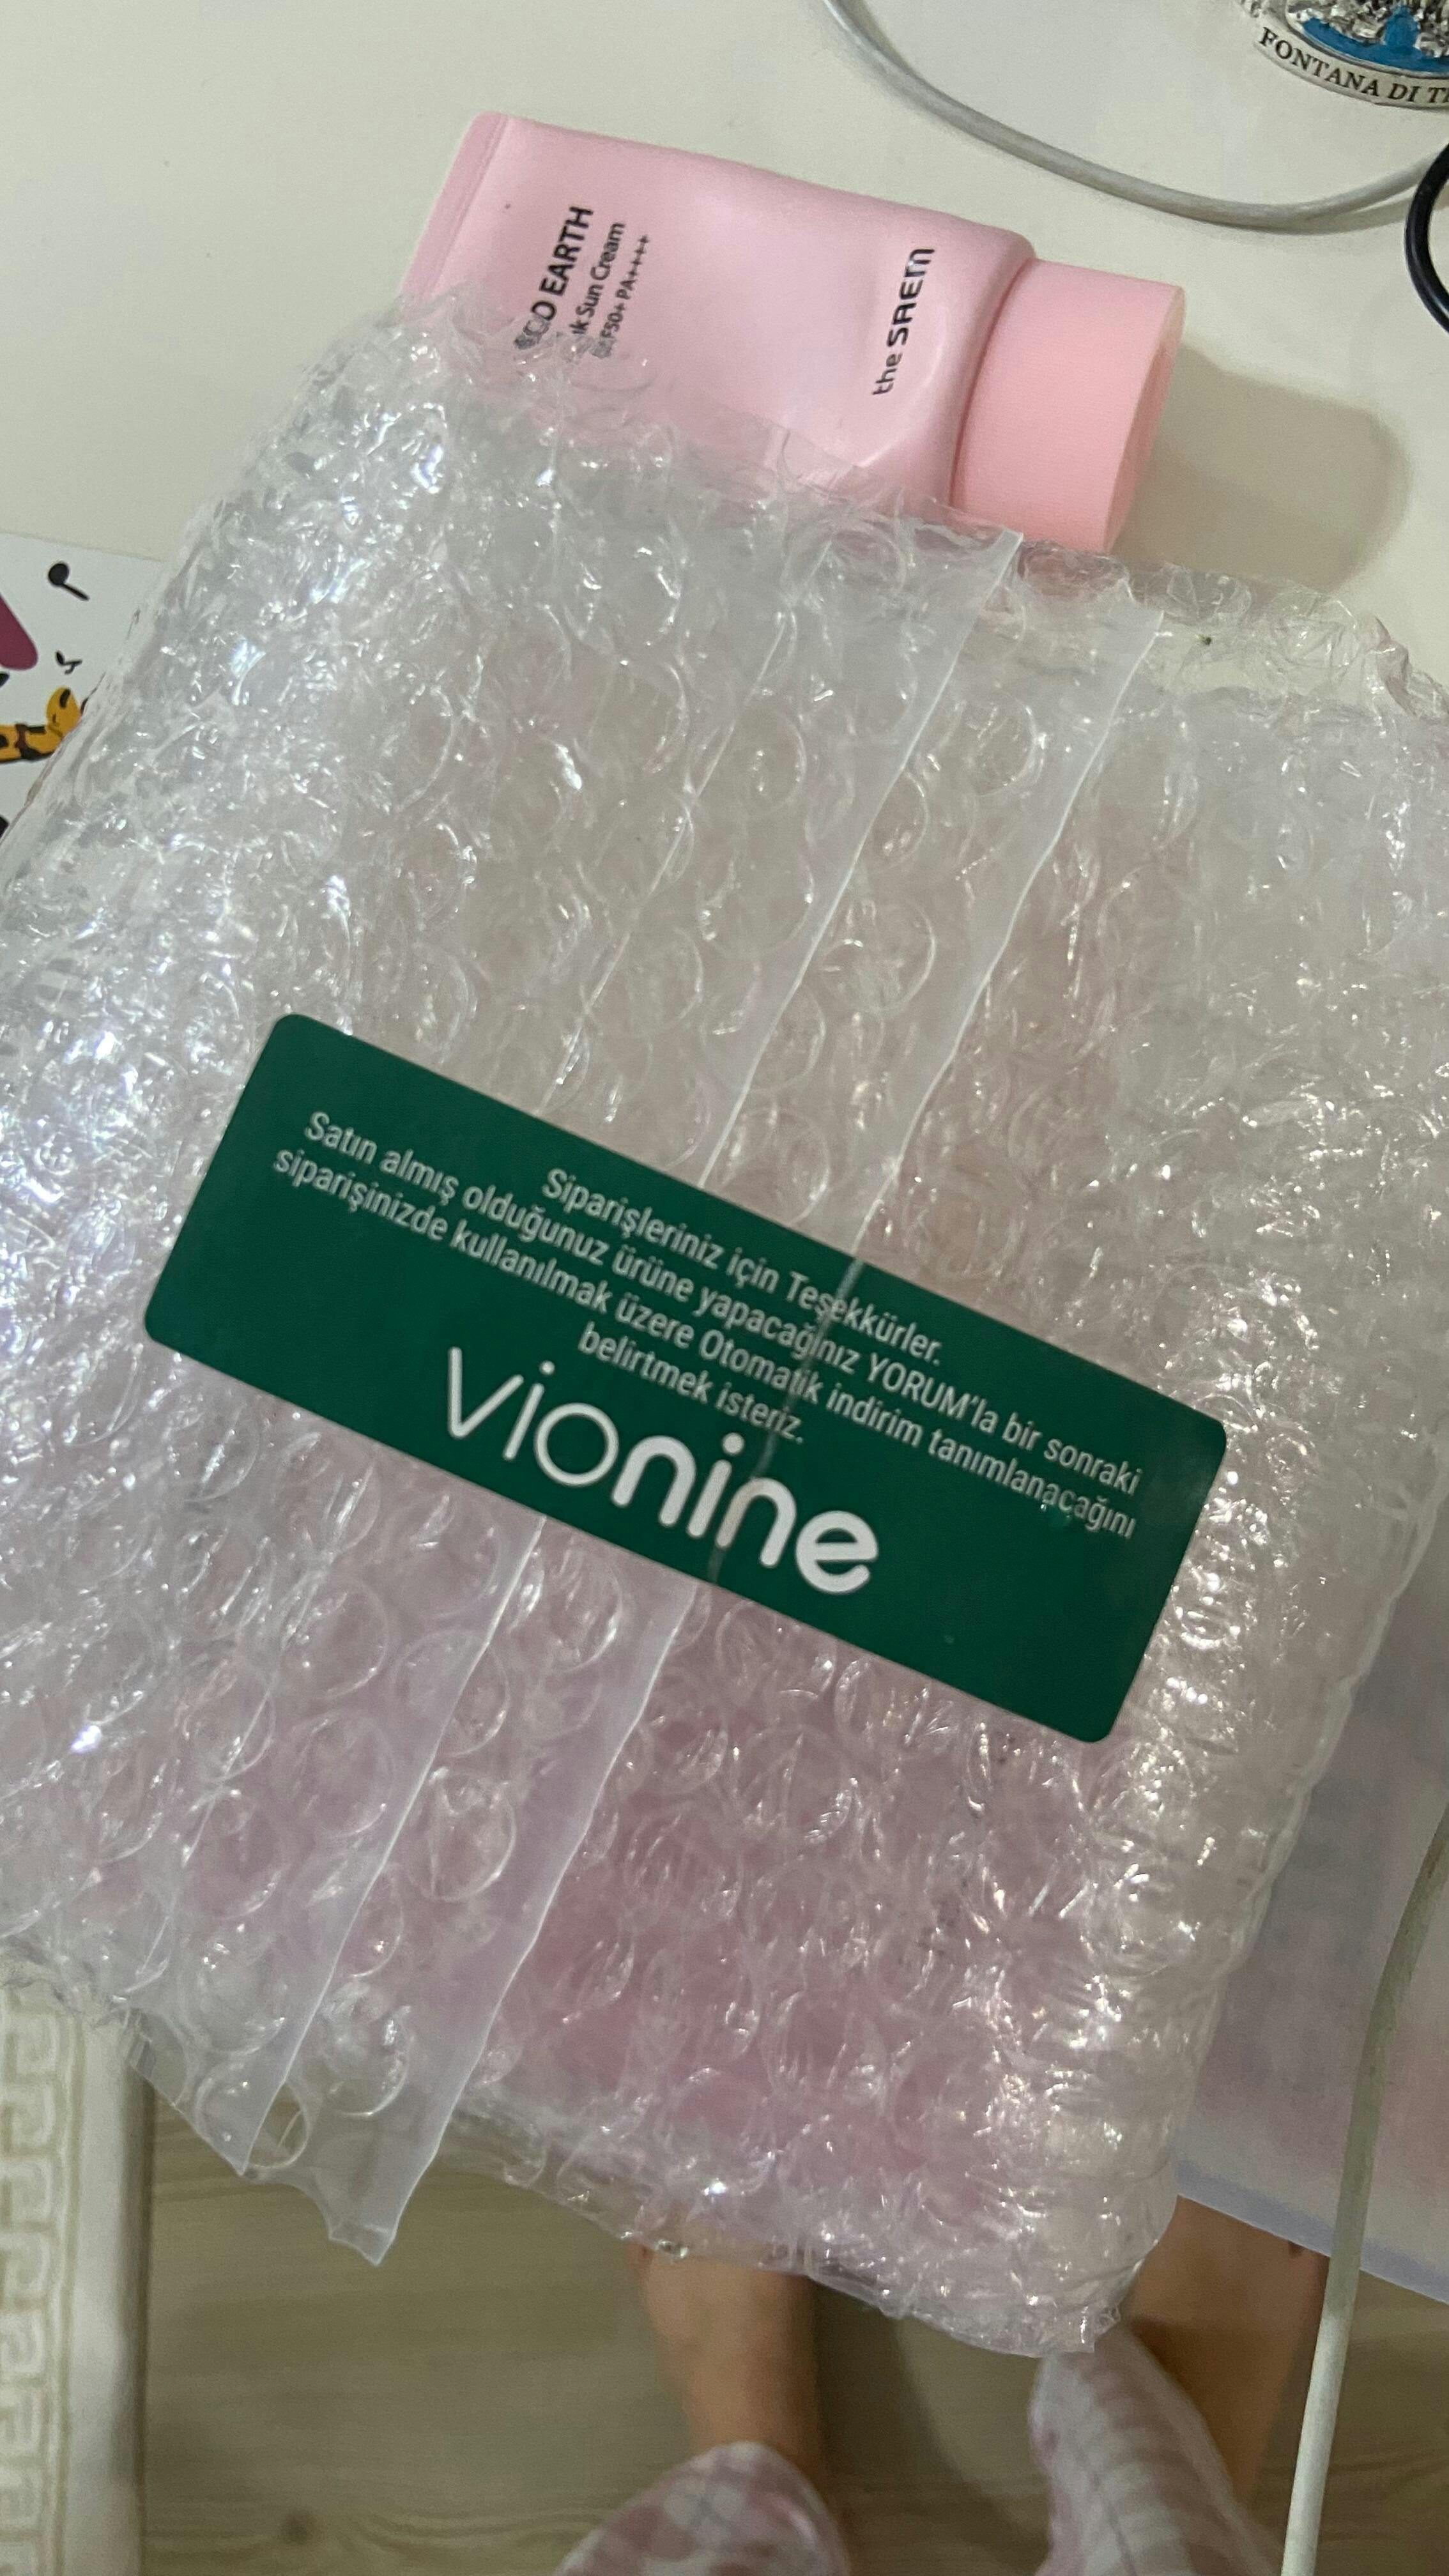 FONTANA DI
EARTH
Sun Cream
50+ PA++++
the SAEM
Siparişleriniz için Teşekkürler.
Satın almış olduğunuz ürüne yapacağınız YORUM'la bir sonraki
siparişinizde kullanılmak üzere Otomatik indirim tanımlanacağını
belirtmek isteriz.
vionine